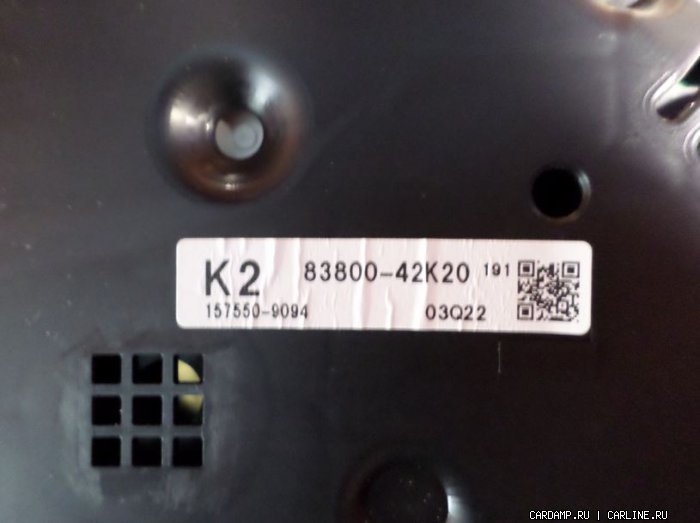 K2 83800-42K20 191
157550-9094 03Q22
CARDAMP.RU | CARLINE.RU